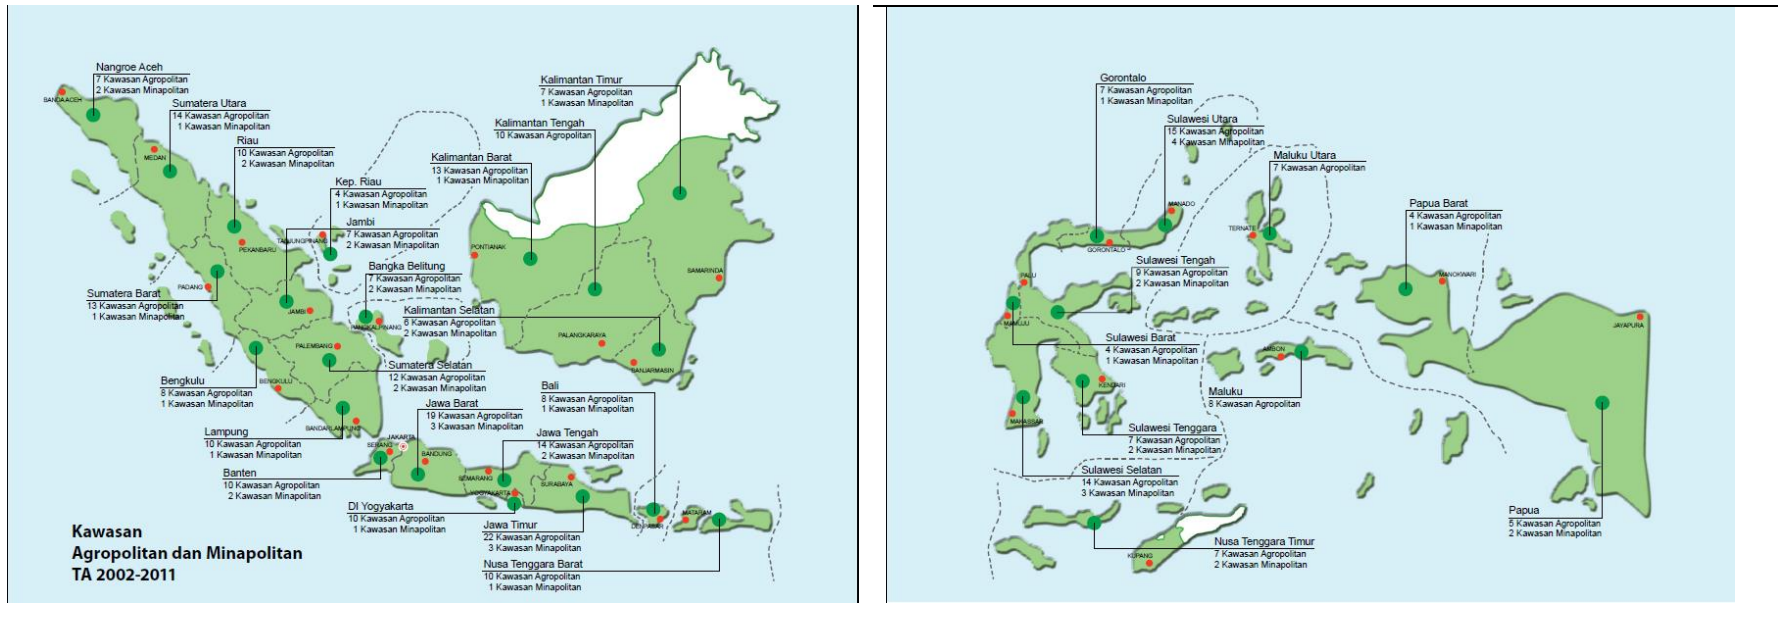 Nangroe Aceh
7 Kawasan Agropolitan
2 Kawasan Minapolitan
BANDA ACEH
Sumatera Utara
14 Kawasan Agropolitan
1 Kawasan Minapolitan
MEDAN
Riau
10 Kawasan Agropolitan
2 Kawasan Minapolitan
PEKANBARU
Kep. Riau
4 Kawasan Agropolitan
1 Kawasan Minapolitan
TANJUNGPINANG
Jambi
7 Kawasan Agropolitan
2 Kawasan Minapolitan
JAMBI
Bangka Belitung
7 Kawasan Agropolitan
2 Kawasan Minapolitan
PANGKALPINANG
Sumatera Barat
13 Kawasan Agropolitan
1 Kawasan Minapolitan
PADANG
Kalimantan Timur
7 Kawasan Agropolitan
1 Kawasan Minapolitan
SAMARINDA
Kalimantan Tengah
10 Kawasan Agropolitan
PALANGKARAYA
Kalimantan Barat
13 Kawasan Agropolitan
1 Kawasan Minapolitan
PONTIANAK
Kalimantan Selatan
6 Kawasan Agropolitan
2 Kawasan Minapolitan
BANJARMASIN
PALEMBANG
Sumatera Selatan
12 Kawasan Agropolitan
2 Kawasan Minapolitan
Bengkulu
8 Kawasan Agropolitan
1 Kawasan Minapolitan
BENGKULU
Lampung
10 Kawasan Agropolitan
1 Kawasan Minapolitan
BANDARLAMPUNG
Banten
10 Kawasan Agropolitan
2 Kawasan Minapolitan
SERANG
JAKARTA
Jawa Barat
19 Kawasan Agropolitan
3 Kawasan Minapolitan
BANDUNG
Jawa Tengah
14 Kawasan Agropolitan
2 Kawasan Minapolitan
SEMARANG
DI Yogyakarta
10 Kawasan Agropolitan
1 Kawasan Minapolitan
YOGYAKARTA
Jawa Timur
22 Kawasan Agropolitan
3 Kawasan Minapolitan
SURABAYA
Bali
8 Kawasan Agropolitan
1 Kawasan Minapolitan
DENPASAR
Nusa Tenggara Barat
10 Kawasan Agropolitan
1 Kawasan Minapolitan
MATARAM
Kawasan
Agropolitan dan Minapolitan
TA 2002-2011
Gorontalo
7 Kawasan Agropolitan
1 Kawasan Minapolitan
GORONTALO
Sulawesi Utara
15 Kawasan Agropolitan
4 Kawasan Minapolitan
MANADO
Maluku Utara
7 Kawasan Agropolitan
TERNATE
Papua Barat
4 Kawasan Agropolitan
1 Kawasan Minapolitan
MANOKWARI
Sulawesi Tengah
9 Kawasan Agropolitan
2 Kawasan Minapolitan
PALU
Sulawesi Barat
4 Kawasan Agropolitan
1 Kawasan Minapolitan
MAMUJU
JAYAPURA
AMBON
Maluku
8 Kawasan Agropolitan
KENDARI
Sulawesi Tenggara
7 Kawasan Agropolitan
2 Kawasan Minapolitan
MAKASSAR
Sulawesi Selatan
14 Kawasan Agropolitan
3 Kawasan Minapolitan
Papua
5 Kawasan Agropolitan
2 Kawasan Minapolitan
Nusa Tenggara Timur
7 Kawasan Agropolitan
2 Kawasan Minapolitan
KUPANG